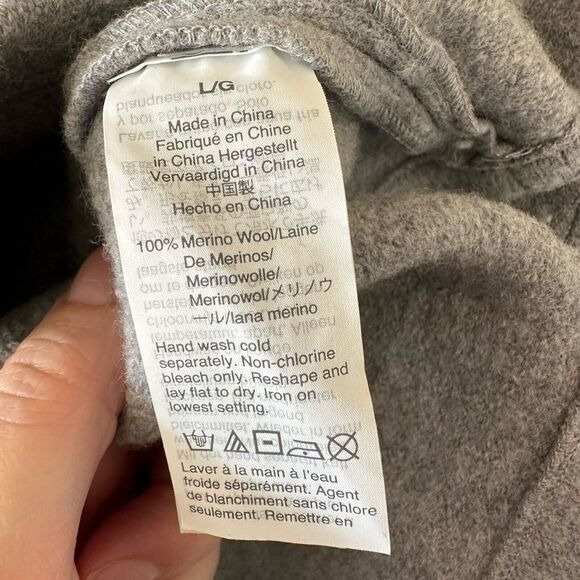 L/G
Made in China
Fabriqué en Chine
in China Hergestellt
Vervaardigd in China
中国製
Hecho en China
100% Merino Wool/Laine
De Merinos/
Merinowolle/
Merinowol/メリノウ
ール/lana merino
Hand wash cold
separately. Non-chlorine
bleach only. Reshape and
lay flat to dry. Iron on
lowest setting.
Laver à la main à l'eau
froide séparément. Agent
de blanchiment sans chlore
seulement. Remettre en